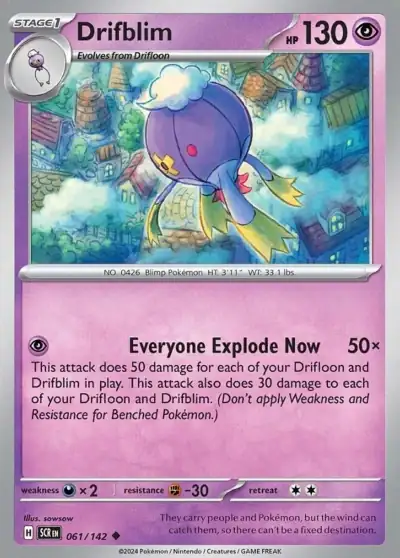 STAGE 1
Drifblim
HP 130
Evolves from Drifloon
NO. 0426 Blimp Pokémon HT: 3'11" WT: 33.1 lbs.
Everyone Explode Now 50×
This attack does 50 damage for each of your Drifloon and
Drifblim in play. This attack also does 30 damage to each
of your Drifloon and Drifblim. (Don't apply Weakness and
Resistance for Benched Pokémon.)
weakness ×2 resistance -30 retreat
Illus. sowsow
H SCR EN 061/142
They carry people and Pokémon, but the wind can
catch them, so there can't be a fixed destination.
©2024 Pokémon / Nintendo / Creatures / GAME FREAK